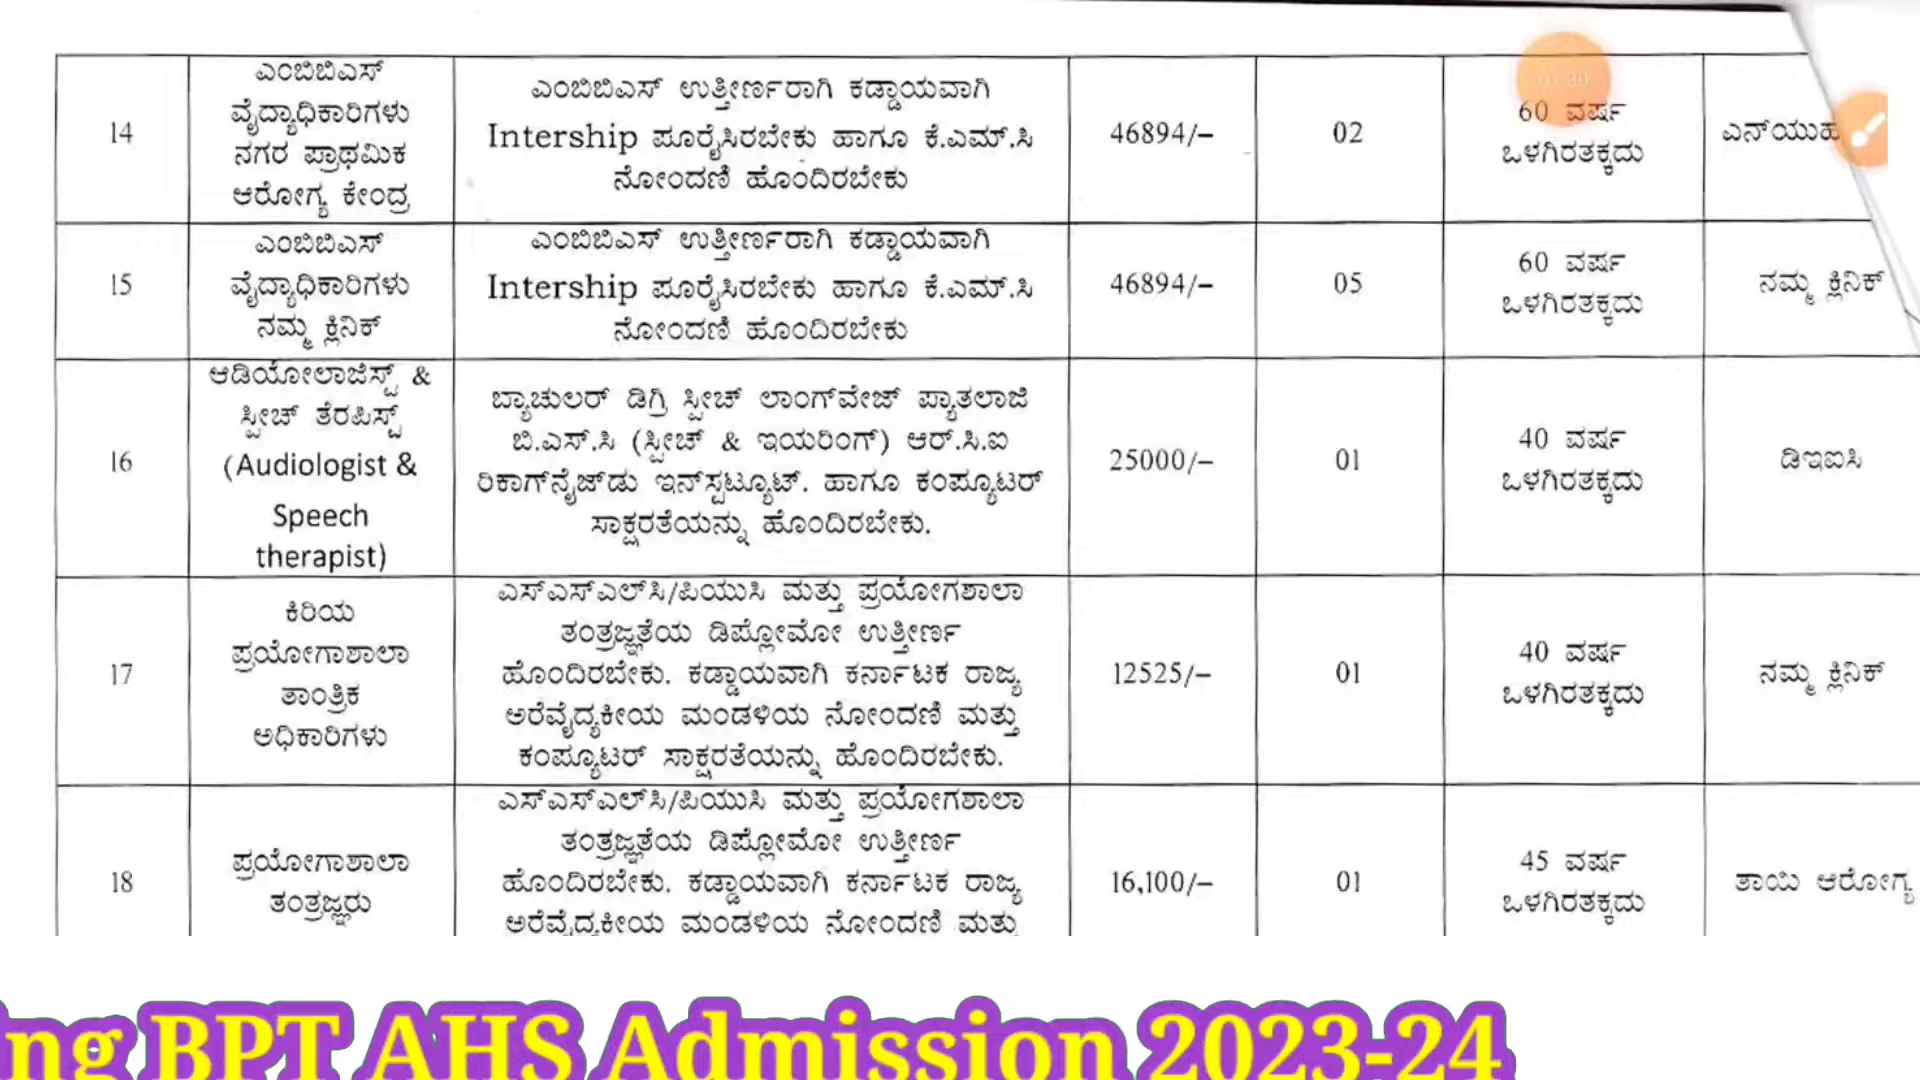 14
ಎಂಬಿಬಿಎಸ್
ವೈದ್ಯಾಧಿಕಾರಿಗಳು
ನಗರ ಪ್ರಾಥಮಿಕ
ಆರೋಗ್ಯ ಕೇಂದ್ರ
ಎಂಬಿಬಿಎಸ್ ಉತ್ತೀರ್ಣರಾಗಿ ಕಡ್ಡಾಯವಾಗಿ
Intership ಪೂರೈಸಿರಬೇಕು ಹಾಗೂ ಕೆ.ಎಮ್.ಸಿ
ನೋಂದಣಿ ಹೊಂದಿರಬೇಕು
46894/–
02
60 ವರ್ಷ
ಒಳಗಿರತಕ್ಕದು
ಎನ್‌ಯುಹ
15
ಎಂಬಿಬಿಎಸ್
ವೈದ್ಯಾಧಿಕಾರಿಗಳು
ನಮ್ಮ ಕ್ಲಿನಿಕ್
ಎಂಬಿಬಿಎಸ್ ಉತ್ತೀರ್ಣರಾಗಿ ಕಡ್ಡಾಯವಾಗಿ
Intership ಪೂರೈಸಿರಬೇಕು ಹಾಗೂ ಕೆ.ಎಮ್.ಸಿ
ನೋಂದಣಿ ಹೊಂದಿರಬೇಕು
46894/–
05
60 ವರ್ಷ
ಒಳಗಿರತಕ್ಕದು
ನಮ್ಮ ಕ್ಲಿನಿಕ್
16
ಆಡಿಯೋಲಾಜಿಸ್ಟ್ &
ಸ್ಪೀಚ್ ತೆರಪಿಸ್ಟ್
(Audiologist &
Speech
therapist)
ಬ್ಯಾಚುಲರ್ ಡಿಗ್ರಿ ಸ್ಪೀಚ್ ಲಾಂಗ್‌ವೇಜ್ ಪ್ಯಾತಲಾಜಿ
ಬಿ.ಎಸ್.ಸಿ (ಸ್ಪೀಚ್ & ಇಯರಿಂಗ್) ಆರ್.ಸಿ.ಐ
ರಿಕಾಗ್‌ನೈಜ್‌ಡು ಇನ್‌ಸ್ಪಟ್ಯೂಟ್. ಹಾಗೂ ಕಂಪ್ಯೂಟರ್
ಸಾಕ್ಷರತೆಯನ್ನು ಹೊಂದಿರಬೇಕು.
25000/–
01
40 ವರ್ಷ
ಒಳಗಿರತಕ್ಕದು
ಡಿಇಐಸಿ
17
ಕಿರಿಯ
ಪ್ರಯೋಗಾಶಾಲಾ
ತಾಂತ್ರಿಕ
ಅಧಿಕಾರಿಗಳು
ಎಸ್‌ಎಸ್‌ಎಲ್‌ಸಿ/ಪಿಯುಸಿ ಮತ್ತು ಪ್ರಯೋಗಶಾಲಾ
ತಂತ್ರಜ್ಞತೆಯ ಡಿಪ್ಲೋಮೋ ಉತ್ತೀರ್ಣ
ಹೊಂದಿರಬೇಕು. ಕಡ್ಡಾಯವಾಗಿ ಕರ್ನಾಟಕ ರಾಜ್ಯ
ಅರೆವೈದ್ಯಕೀಯ ಮಂಡಳಿಯ ನೋಂದಣಿ ಮತ್ತು
ಕಂಪ್ಯೂಟರ್ ಸಾಕ್ಷರತೆಯನ್ನು ಹೊಂದಿರಬೇಕು.
12525/–
01
40 ವರ್ಷ
ಒಳಗಿರತಕ್ಕದು
ನಮ್ಮ ಕ್ಲಿನಿಕ್
18
ಪ್ರಯೋಗಾಶಾಲಾ
ತಂತ್ರಜ್ಞರು
ಎಸ್‌ಎಸ್‌ಎಲ್‌ಸಿ/ಪಿಯುಸಿ ಮತ್ತು ಪ್ರಯೋಗಶಾಲಾ
ತಂತ್ರಜ್ಞತೆಯ ಡಿಪ್ಲೋಮೋ ಉತ್ತೀರ್ಣ
ಹೊಂದಿರಬೇಕು. ಕಡ್ಡಾಯವಾಗಿ ಕರ್ನಾಟಕ ರಾಜ್ಯ
ಅರೆವೈದ್ಯಕೀಯ ಮಂಡಳಿಯ ನೋಂದಣಿ ಮತ್ತು
16,100/–
01
45 ವರ್ಷ
ಒಳಗಿರತಕ್ಕದು
ತಾಯಿ ಆರೋಗ್ಯ
ng BPT AHS Admission 2023-24